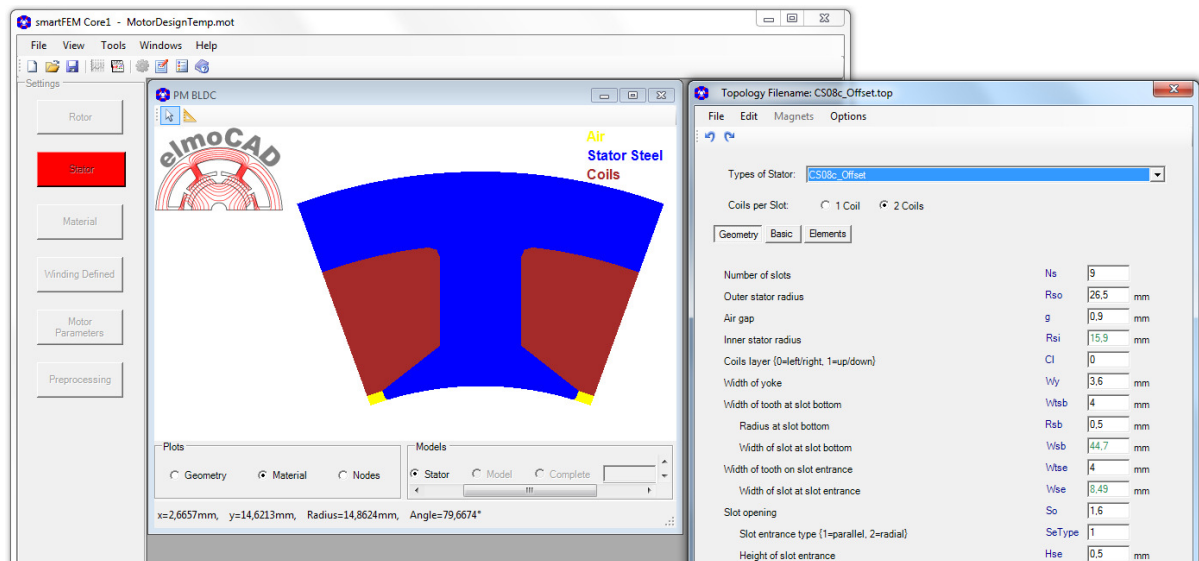 smartFEM Core1 - MotorDesignTemp.mot
File View Tools Windows Help
Settings
Rotor
Stator
Material
Winding Defined
Motor
Parameters
Preprocessing
PM BLDC
elmoCAD
Air
Stator Steel
Coils
Plots
Geometry
Material
Nodes
Models
Stator
Model
Complete
x=2,6657mm, y=14,6213mm, Radius=14,8624mm, Angle=79,6674°
Topology Filename: CS08c_Offset.top
File Edit Magnets Options
Types of Stator: CS08c_Offset
Coils per Slot: 1 Coil 2 Coils
Geometry Basic Elements
Number of slots Ns 9
Outer stator radius Rso 26,5 mm
Air gap g 0,9 mm
Inner stator radius Rsi 15,9 mm
Coils layer {0=left/right, 1=up/down} Cl 0
Width of yoke Wy 3,6 mm
Width of tooth at slot bottom Wtsb 4 mm
Radius at slot bottom Rsb 0,5 mm
Width of slot at slot bottom Wsb 44,7 mm
Width of tooth on slot entrance Wtse 4 mm
Width of slot at slot entrance Wse 8,49 mm
Slot opening So 1,6
Slot entrance type {1=parallel, 2=radial} SeType 1
Height of slot entrance Hse 0,5 mm